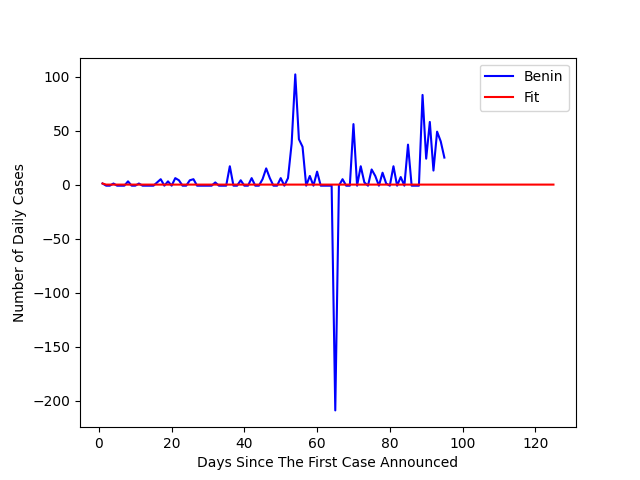 Benin
Fit
100
50
0
−50
−100
−150
−200
Number of Daily Cases
0 20 40 60 80 100 120
Days Since The First Case Announced